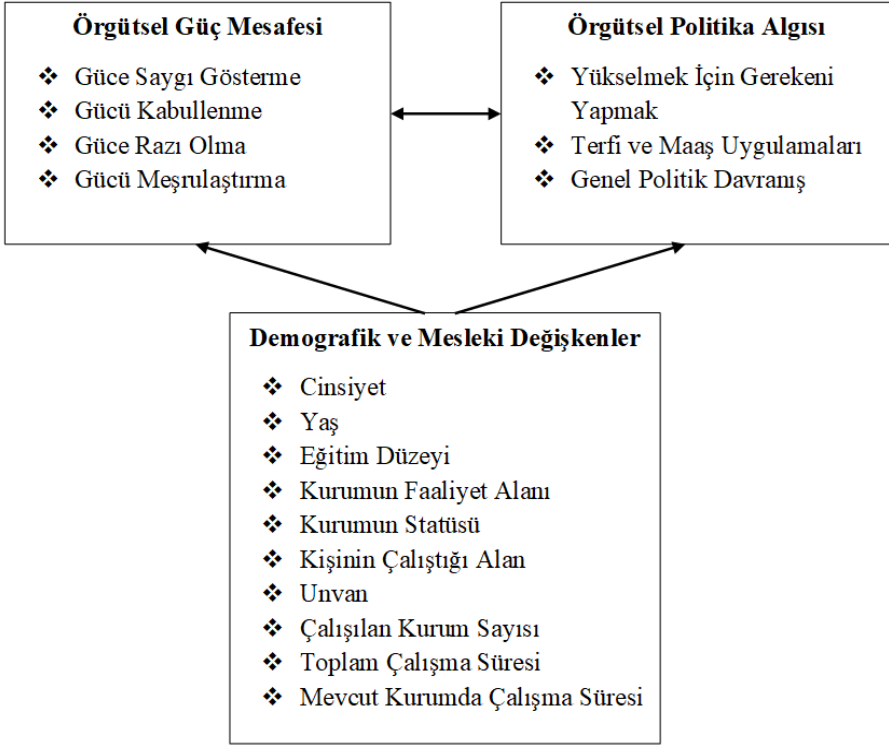 Örgütsel Güç Mesafesi
❖ Güce Saygı Gösterme
❖ Gücü Kabullenme
❖ Güce Razı Olma
❖ Gücü Meşrulaştırma
Örgütsel Politika Algısı
❖ Yükselmek İçin Gerekeni
Yapmak
❖ Terfi ve Maaş Uygulamaları
❖ Genel Politik Davranış
Demografik ve Mesleki Değişkenler
❖ Cinsiyet
❖ Yaş
❖ Eğitim Düzeyi
❖ Kurumun Faaliyet Alanı
❖ Kurumun Statüsü
❖ Kişinin Çalıştığı Alan
❖ Unvan
❖ Çalışılan Kurum Sayısı
❖ Toplam Çalışma Süresi
❖ Mevcut Kurumda Çalışma Süresi